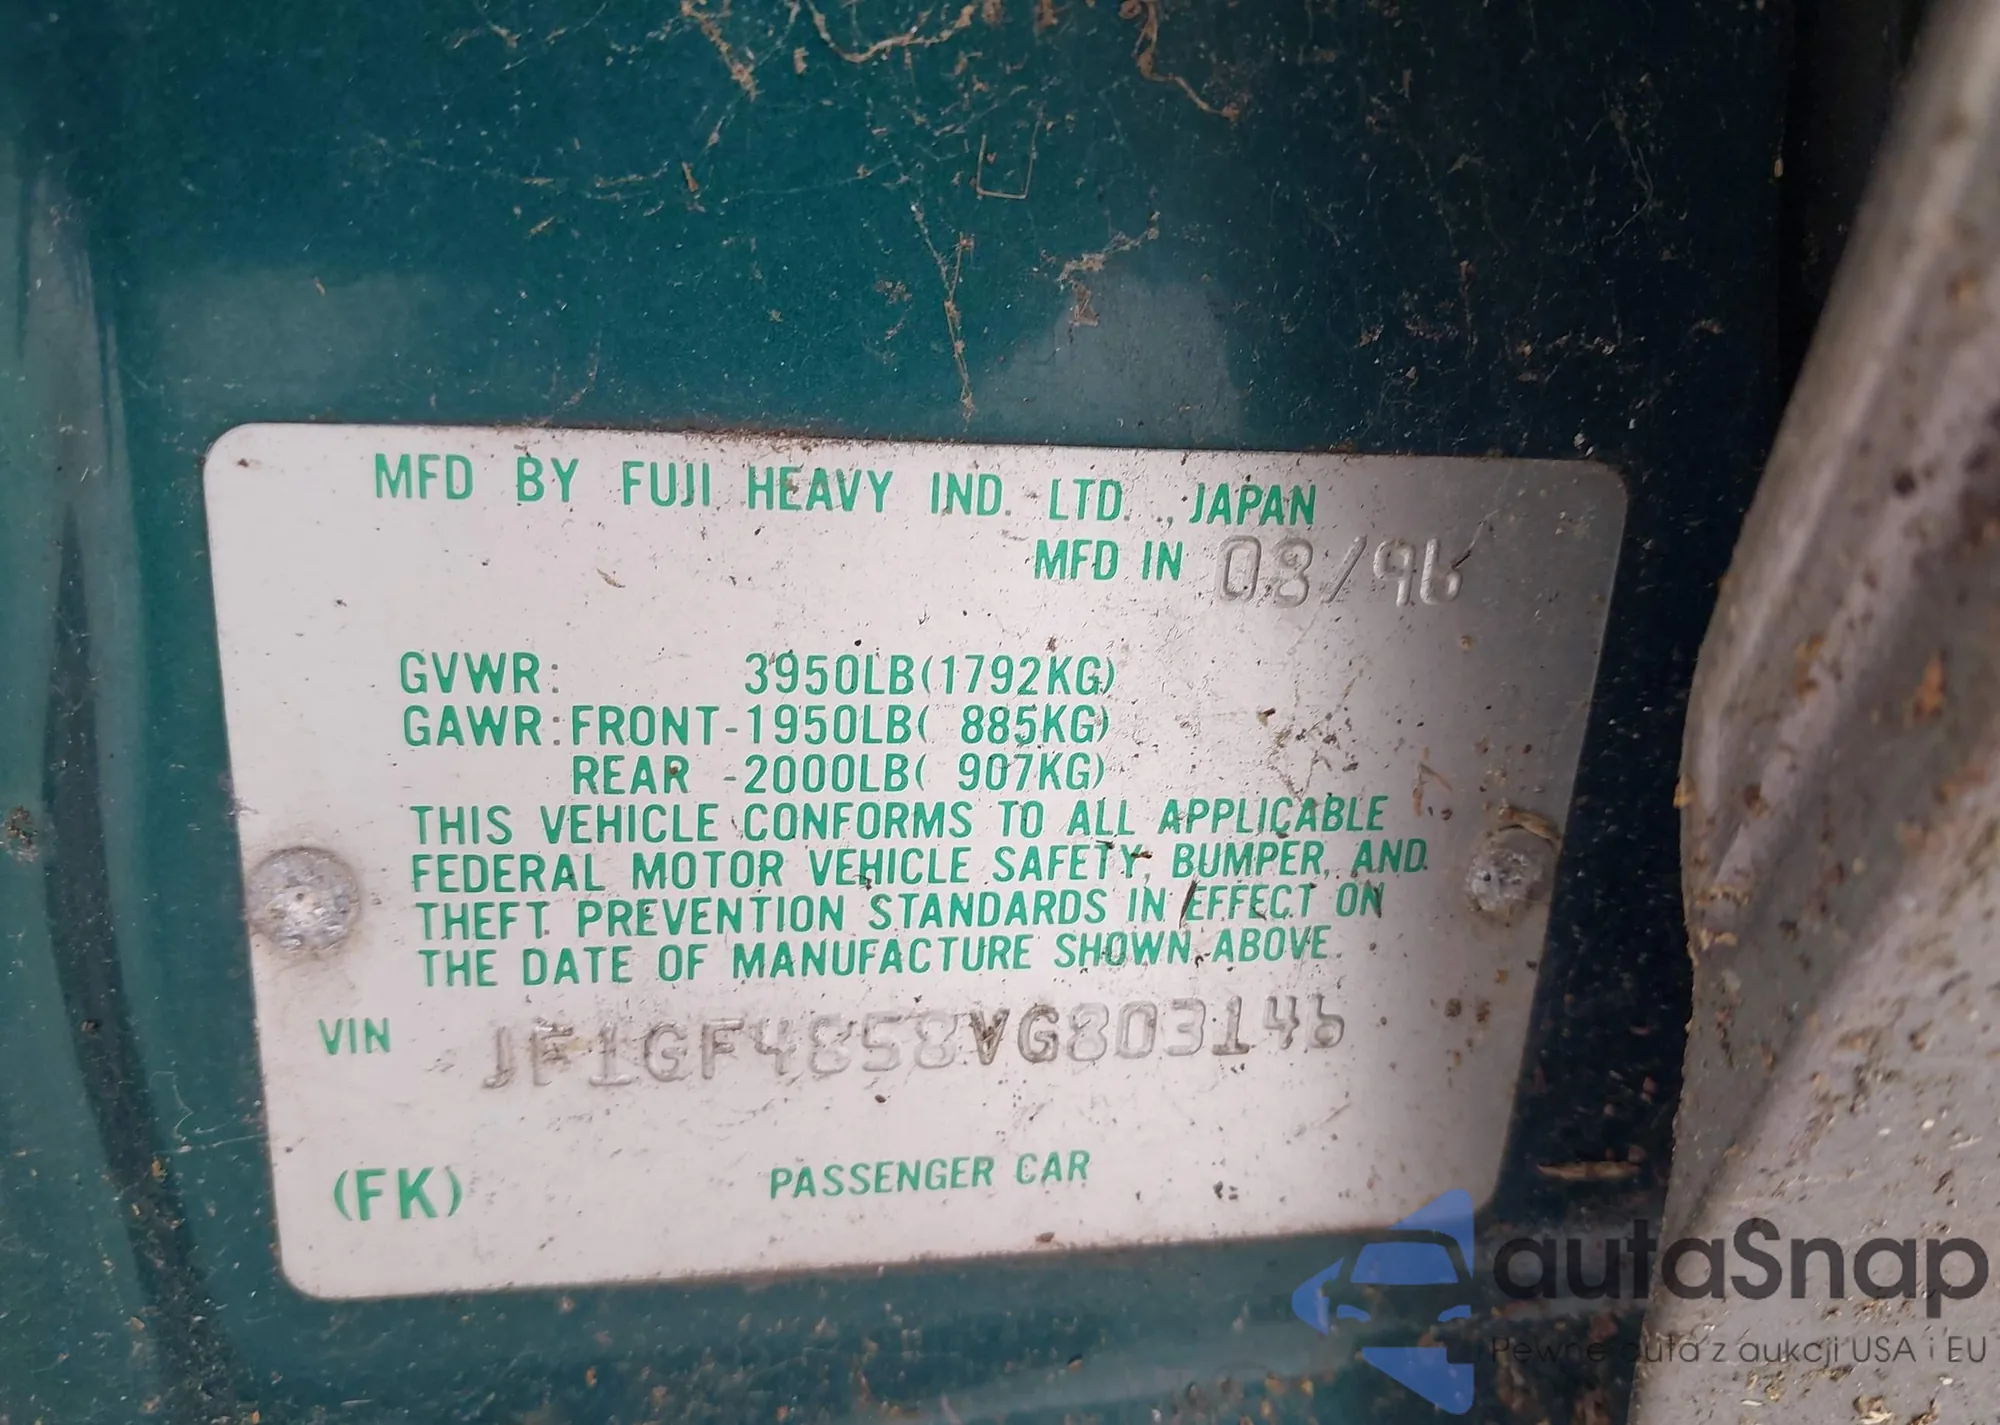 MFD BY FUJI HEAVY IND. LTD., JAPAN
MFD IN 08/96
GVWR: 3950LB(1792KG)
GAWR:FRONT-1950LB( 885KG)
REAR -2000LB( 907KG)
THIS VEHICLE CONFORMS TO ALL APPLICABLE
FEDERAL MOTOR VEHICLE SAFETY, BUMPER, AND
THEFT PREVENTION STANDARDS IN EFFECT ON
THE DATE OF MANUFACTURE SHOWN ABOVE.
VIN JF1GF4858VG803146
(FK) PASSENGER CAR
autaSnap
Pewne auta z aukcji USA i EU